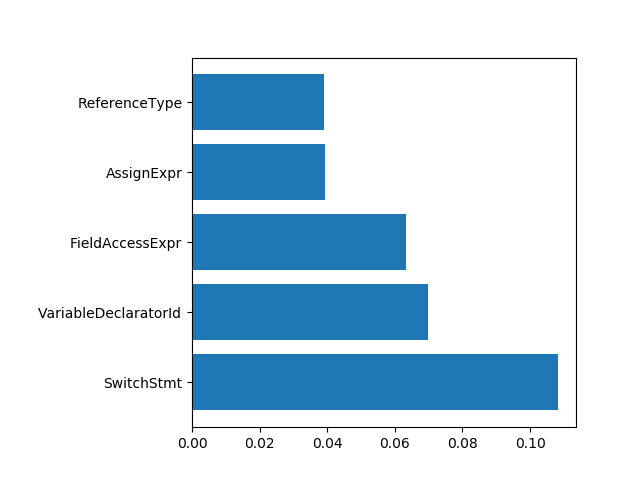 ReferenceType
AssignExpr
FieldAccessExpr
VariableDeclaratorId
SwitchStmt
0.00 0.02 0.04 0.06 0.08 0.10